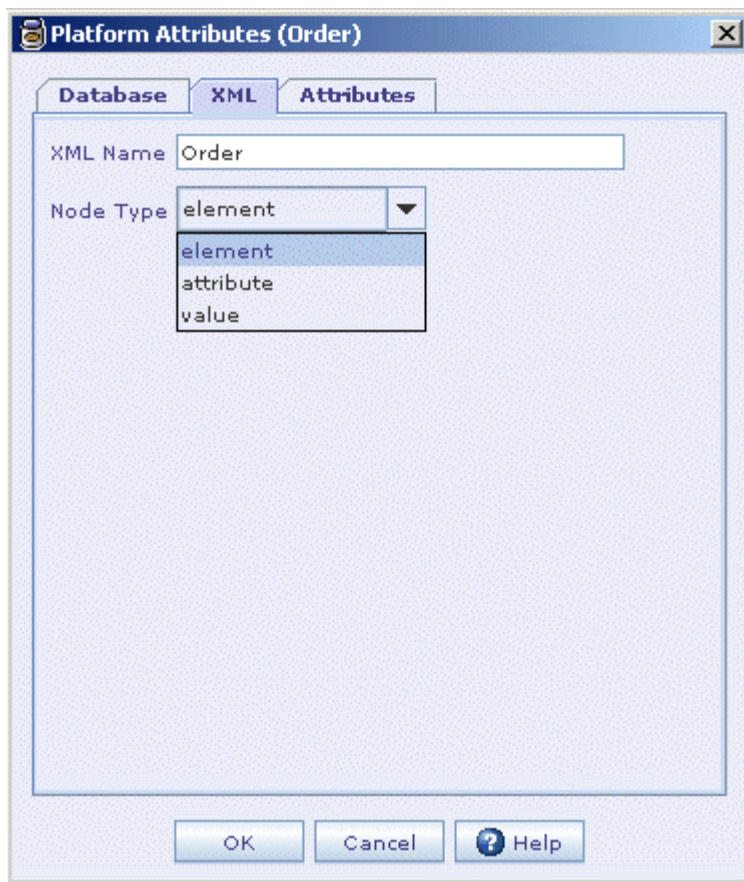 Platform Attributes (Order)
Database XML Attributes
XML Name Order
Node Type element
element
attribute
value
OK Cancel Help